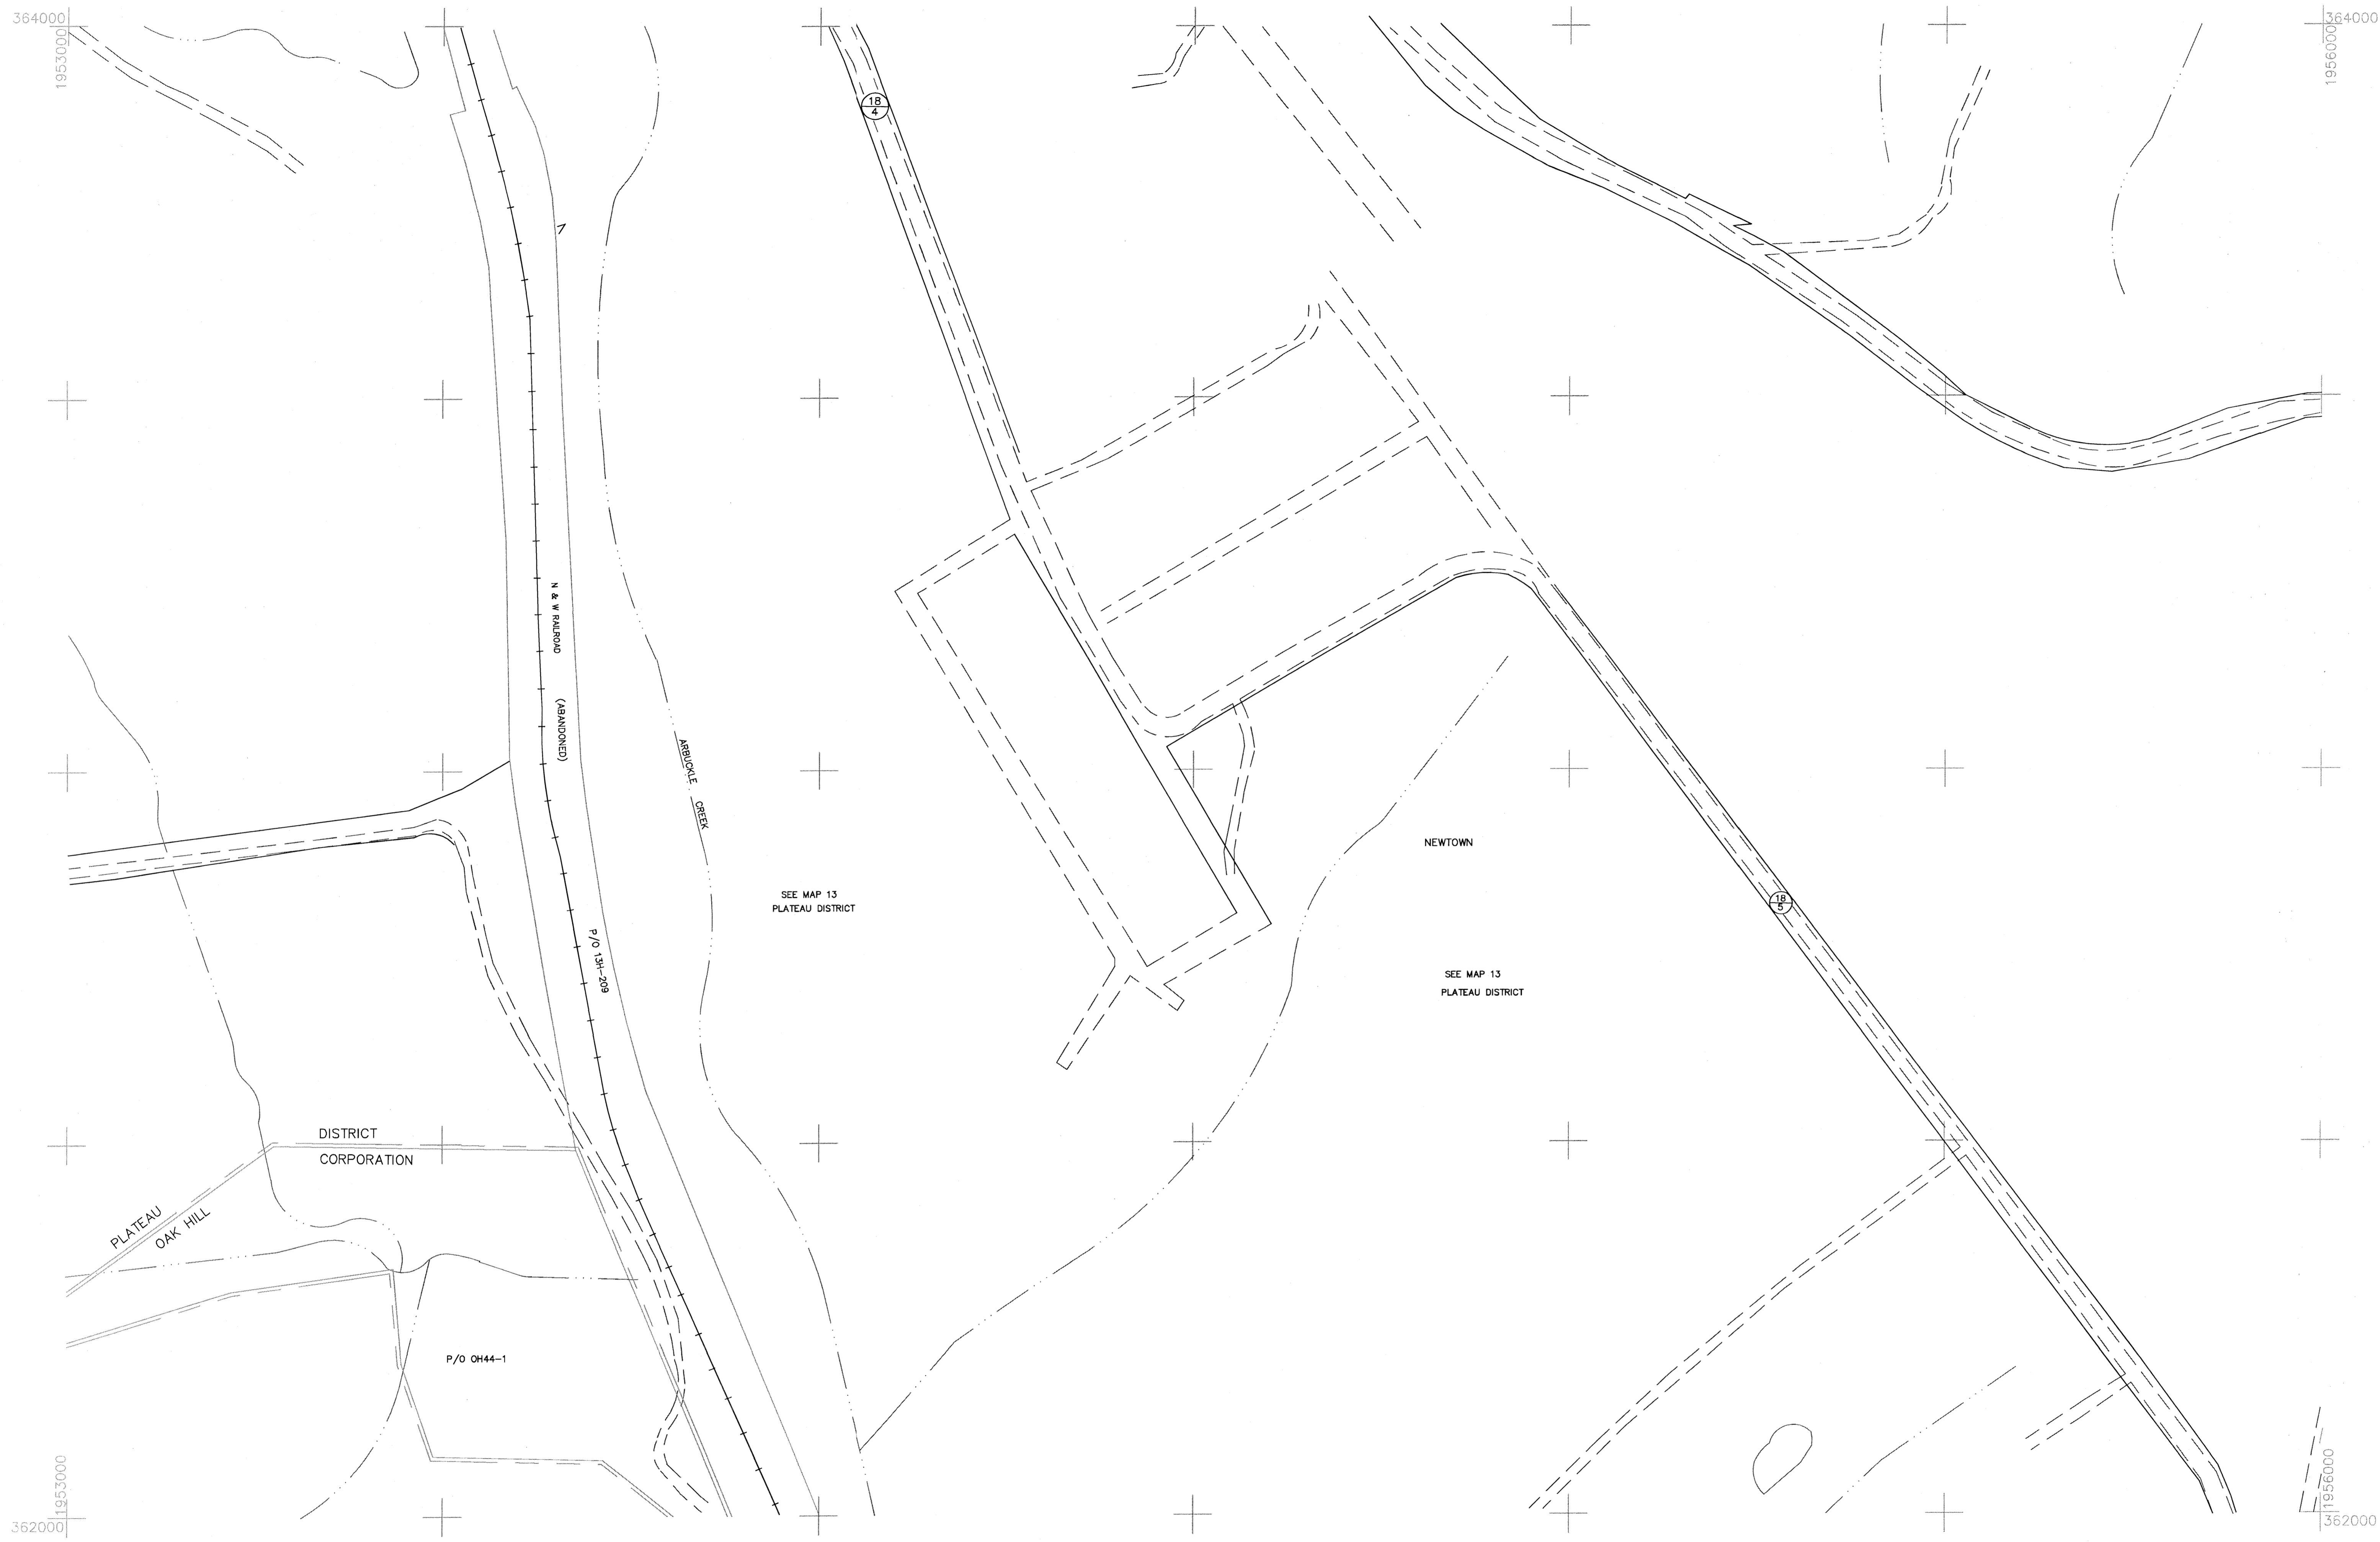 364000
1953000
364000
1956000
18
4
N & W RAILROAD
(ABANDONED)
ARBUCKLE CREEK
NEWTOWN
SEE MAP 13
PLATEAU DISTRICT
18
5
P/O 13H-209
SEE MAP 13
PLATEAU DISTRICT
DISTRICT
CORPORATION
PLATEAU
OAK HILL
P/O OH44-1
1953000
362000
1956000
362000